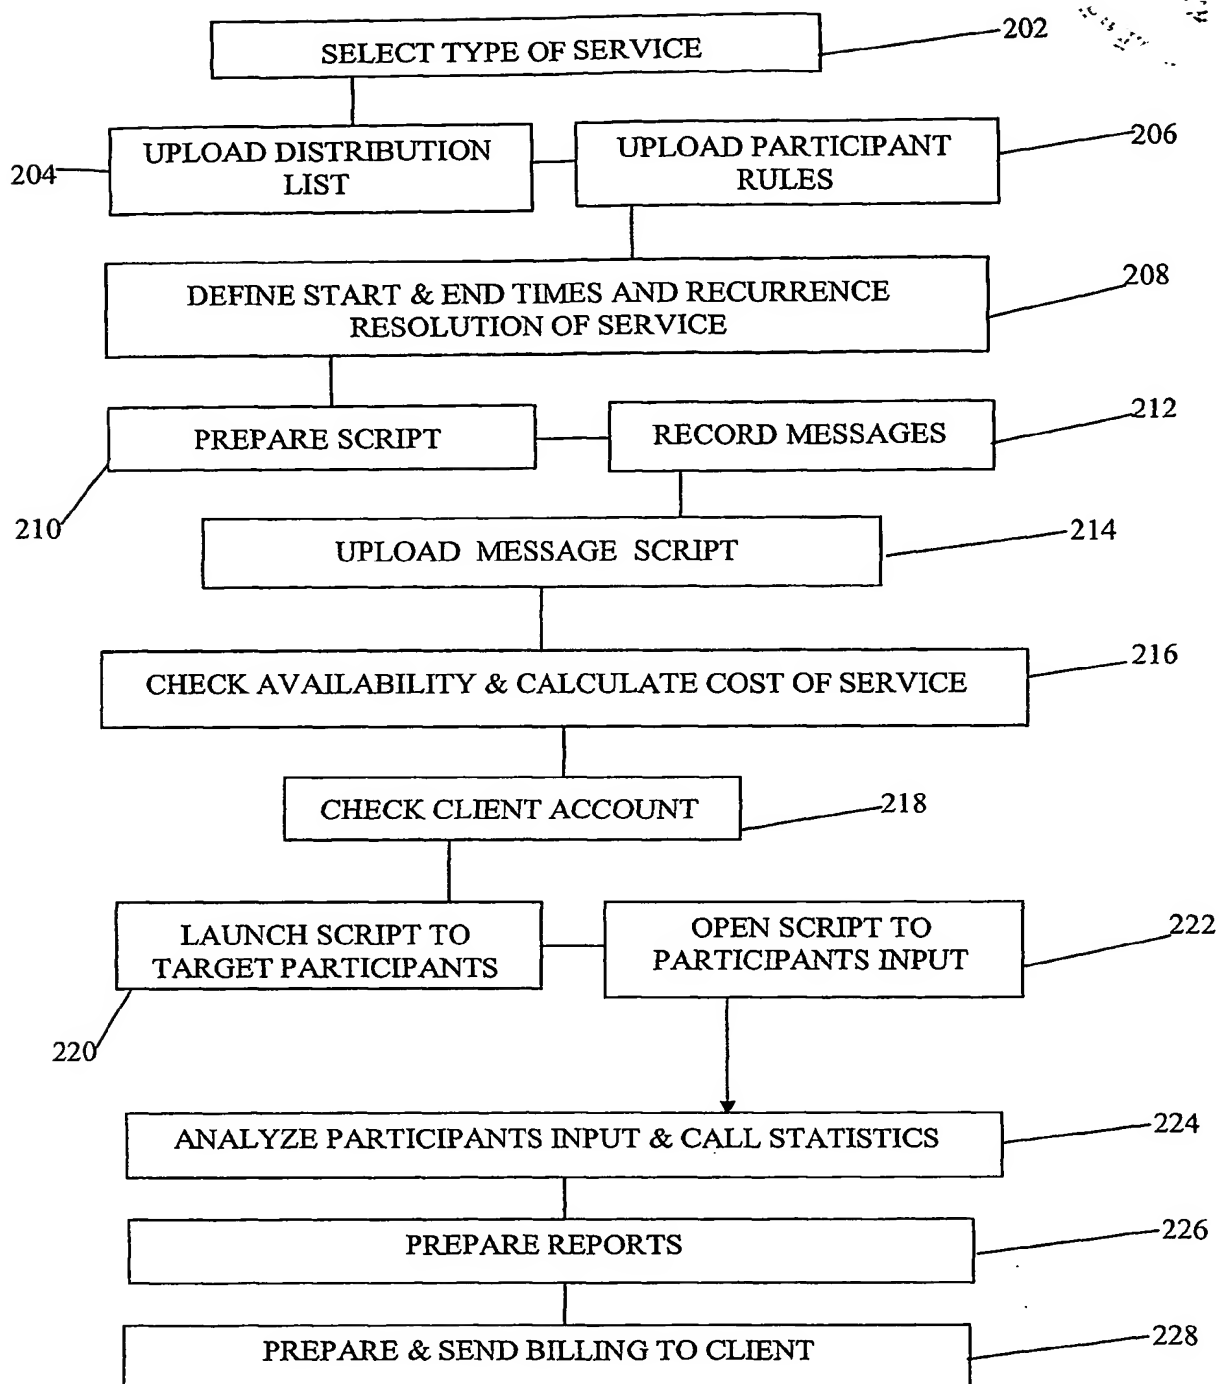 SELECT TYPE OF SERVICE
202
UPLOAD DISTRIBUTION
LIST
204
UPLOAD PARTICIPANT
RULES
206
DEFINE START & END TIMES AND RECURRENCE
RESOLUTION OF SERVICE
208
PREPARE SCRIPT
210
RECORD MESSAGES
212
UPLOAD MESSAGE SCRIPT
214
CHECK AVAILABILITY & CALCULATE COST OF SERVICE
216
CHECK CLIENT ACCOUNT
218
LAUNCH SCRIPT TO
TARGET PARTICIPANTS
220
OPEN SCRIPT TO
PARTICIPANTS INPUT
222
ANALYZE PARTICIPANTS INPUT & CALL STATISTICS
224
PREPARE REPORTS
226
PREPARE & SEND BILLING TO CLIENT
228